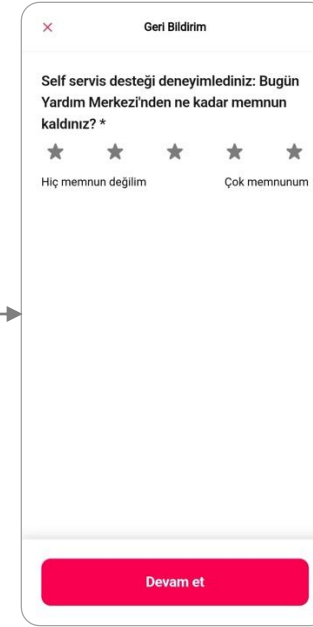 Geri Bildirim
Self servis desteği deneyimlediniz: Bugün
Yardım Merkezi'nden ne kadar memnun
kaldınız? *
Hiç memnun değilim
Çok memnunum
Devam et